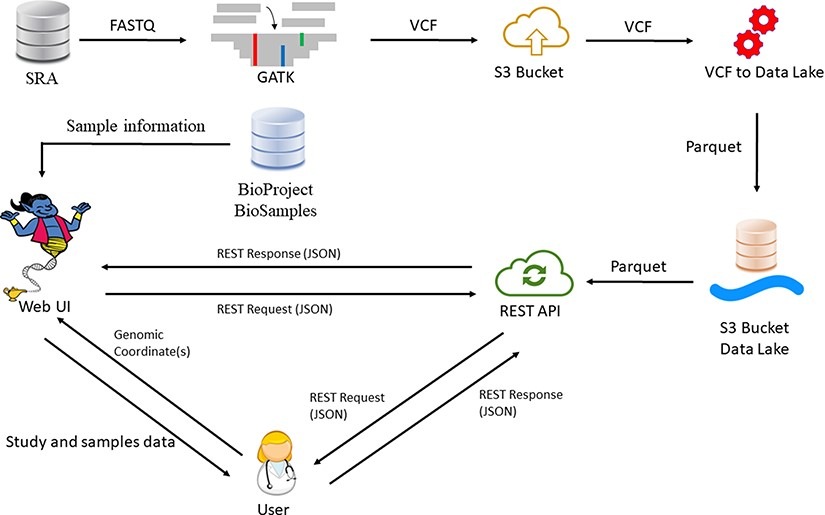 FASTQ
VCF
VCF
SRA
GATK
S3 Bucket
VCF to Data Lake
Sample information
Parquet
BioProject
BioSamples
REST Response (JSON)
Parquet
Web UI
REST Request (JSON)
REST API
S3 Bucket
Data Lake
Genomic
Coordinate(s)
REST Request
(JSON)
REST Response
(JSON)
Study and samples data
User